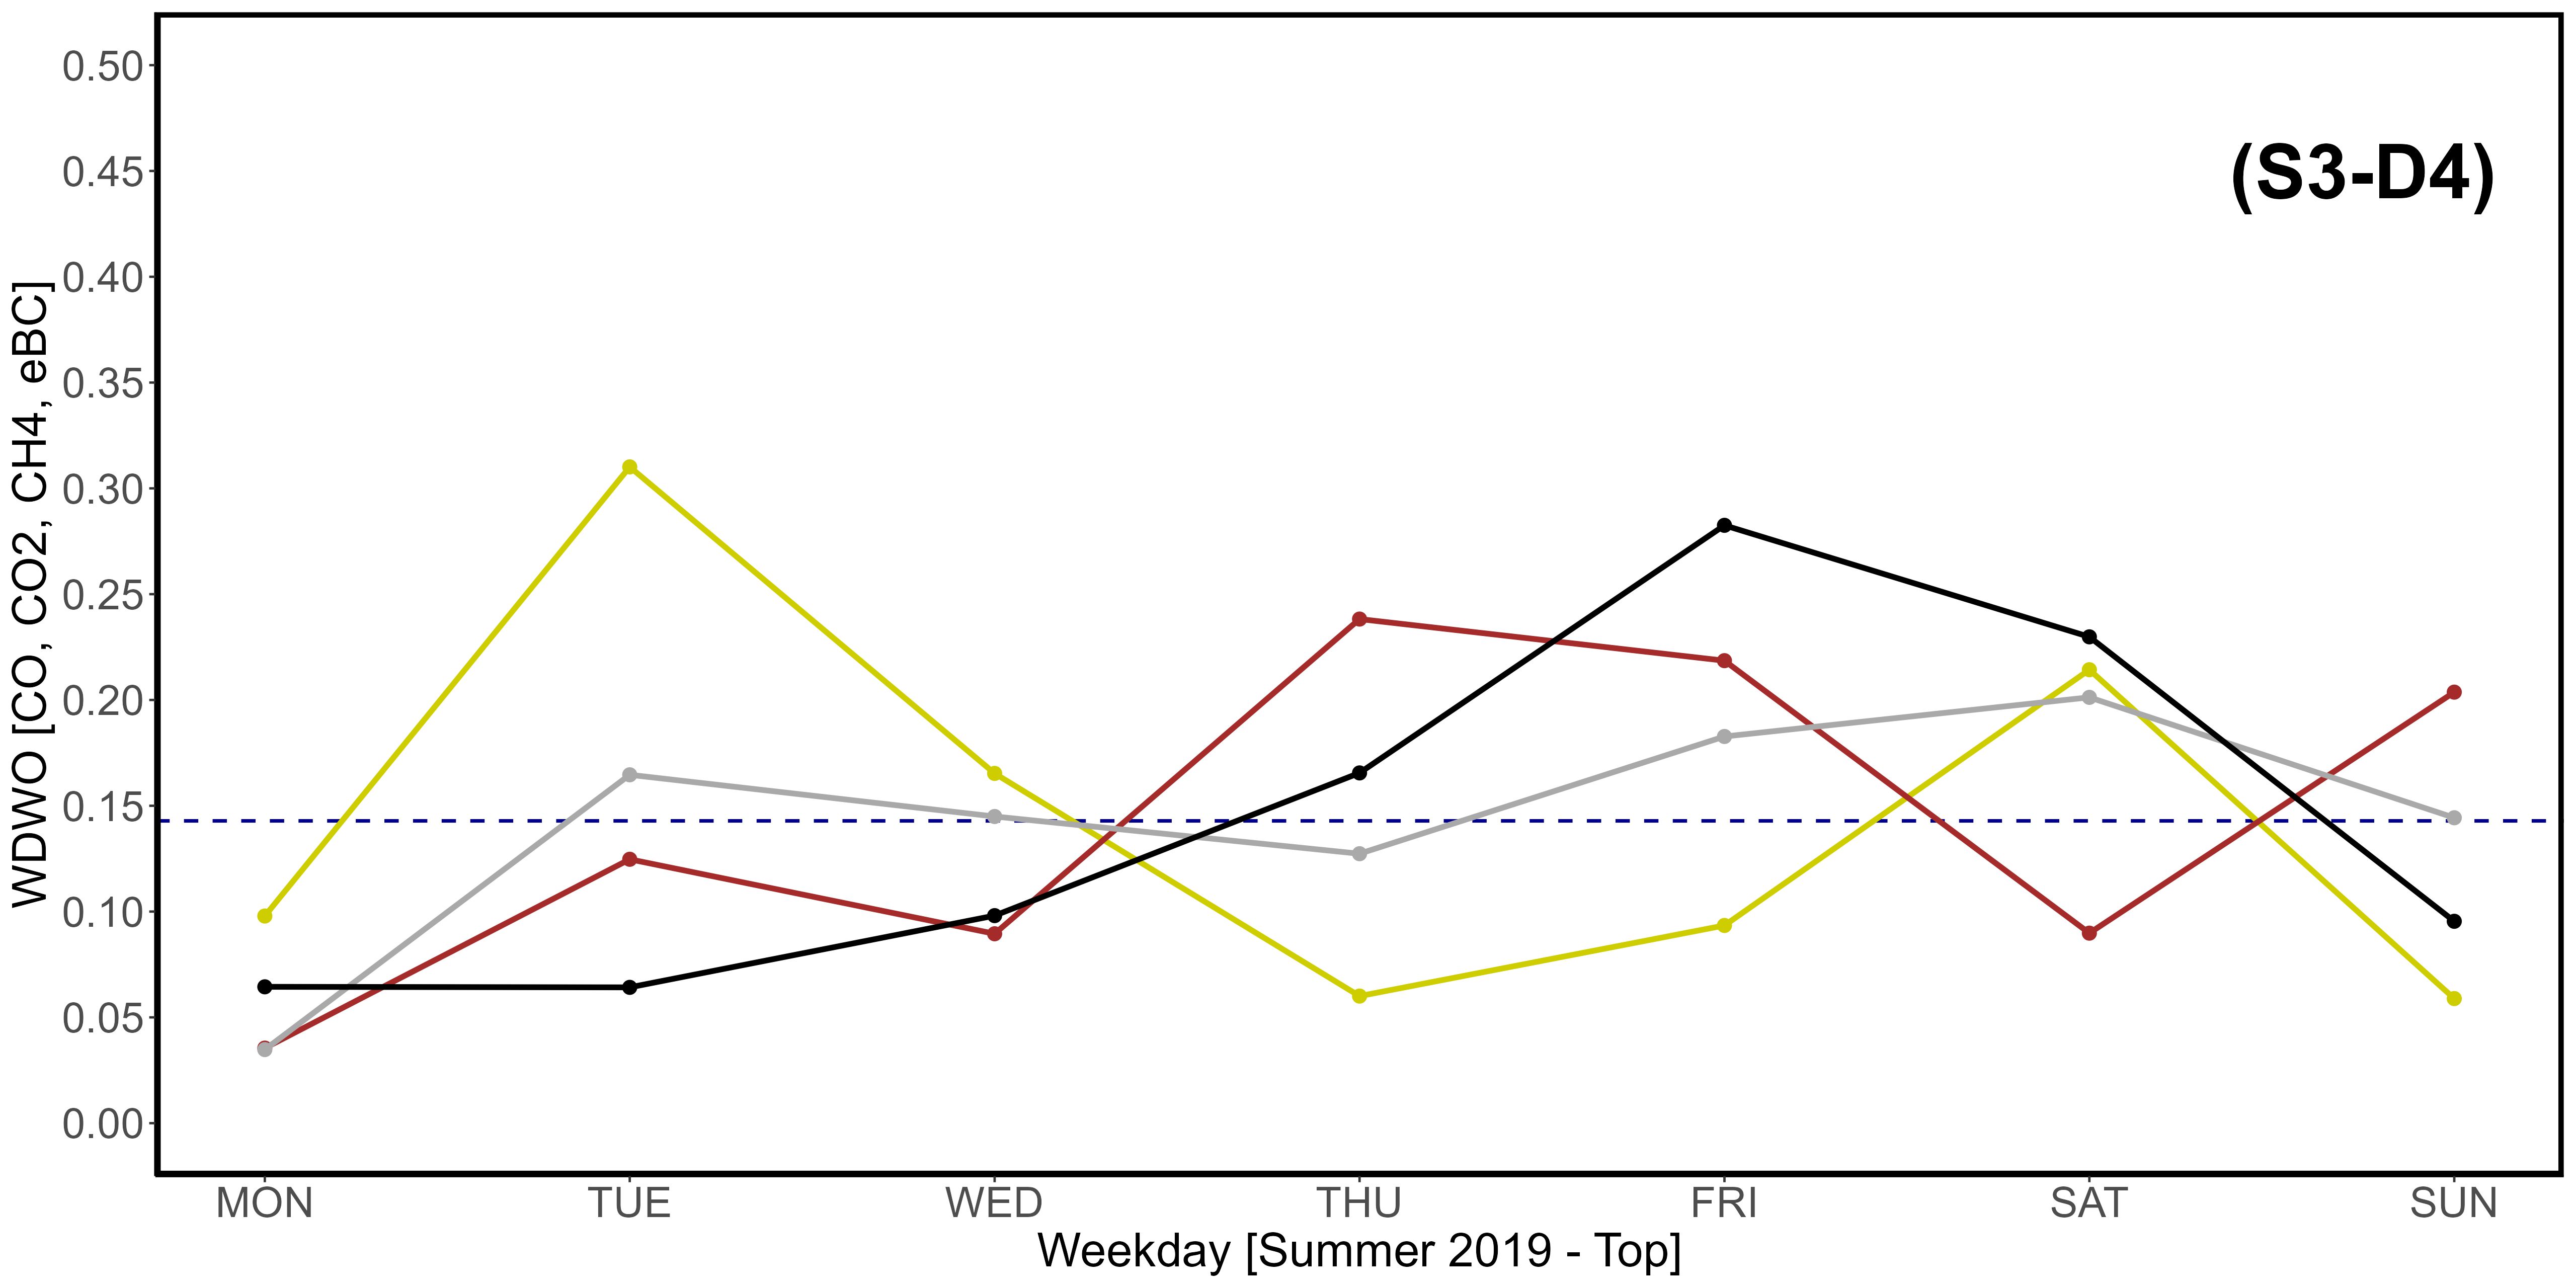 WDWO [CO, CO2, CH4, eBC]
0.50
0.45
0.40
0.35
0.30
0.25
0.20
0.15
0.10
0.05
0.00
(S3-D4)
MON TUE WED THU FRI SAT SUN
Weekday [Summer 2019 - Top]